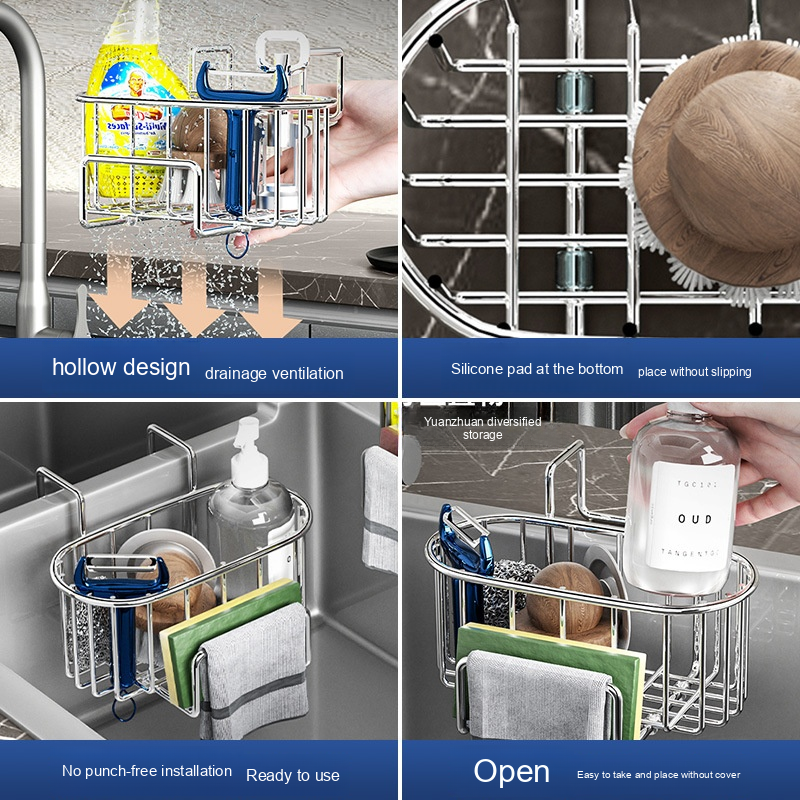 hollow design drainage ventilation
Silicone pad at the bottom place without slipping
Yuanzhuan diversified
storage
OUD
No punch-free installation Ready to use
Open Easy to take and place without cover